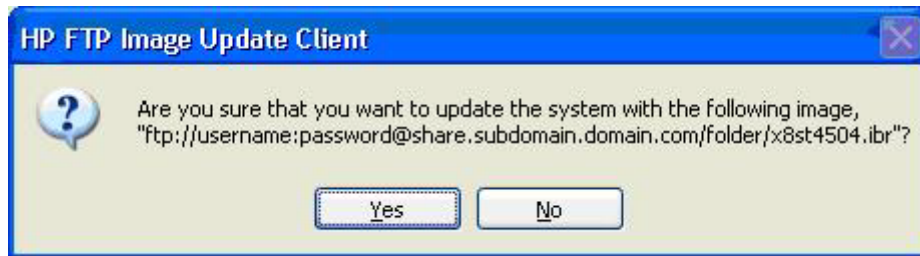 HP FTP Image Update Client
Are you sure that you want to update the system with the following image,
"ftp://username:password@share.subdomain.domain.com/folder/x8st4504.ibr"?
Yes
No